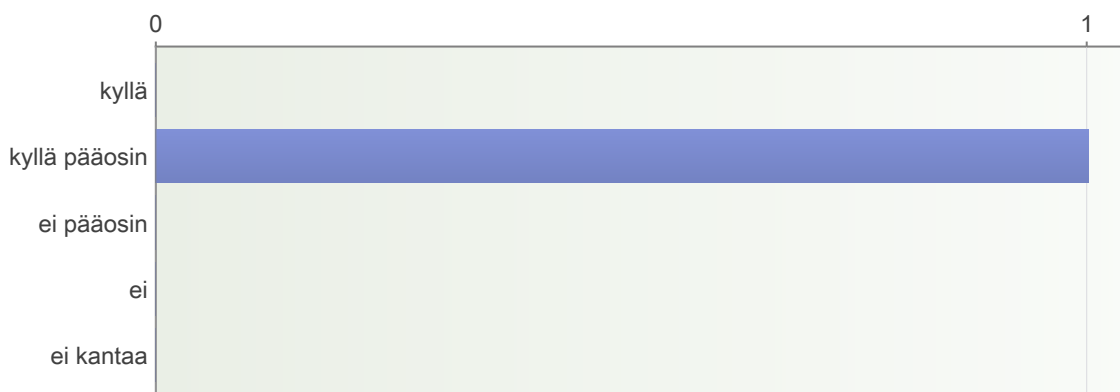 0 1
kyllä
kyllä pääosin
ei pääosin
ei
ei kantaa